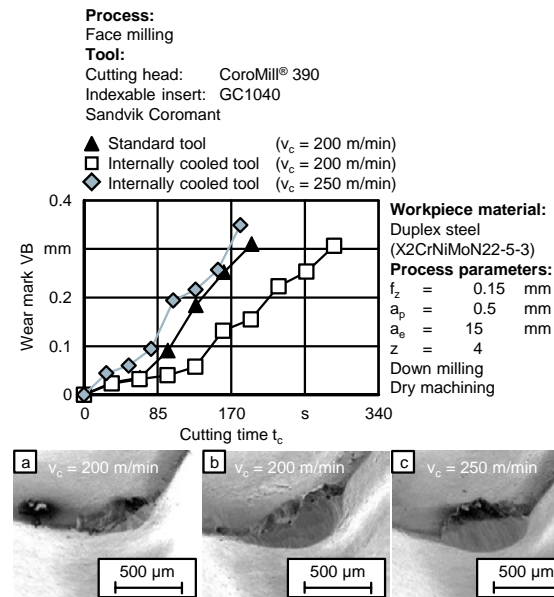 Process:
Face milling
Tool:
Cutting head: CoroMill® 390
Indexable insert: GC1040
Sandvik Coromant
Standard tool (v_c = 200 m/min)
Internally cooled tool (v_c = 200 m/min)
Internally cooled tool (v_c = 250 m/min)
0.4
mm
0.2
0.1
0
Wear mark VB
0 85 170 s 340
Cutting time t_c
Workpiece material:
Duplex steel
(X2CrNiMoN22-5-3)
Process parameters:
f_z = 0.15 mm
a_p = 0.5 mm
a_e = 15 mm
z = 4
Down milling
Dry machining
a v_c = 200 m/min
500 µm
b v_c = 200 m/min
500 µm
c v_c = 250 m/min
500 µm